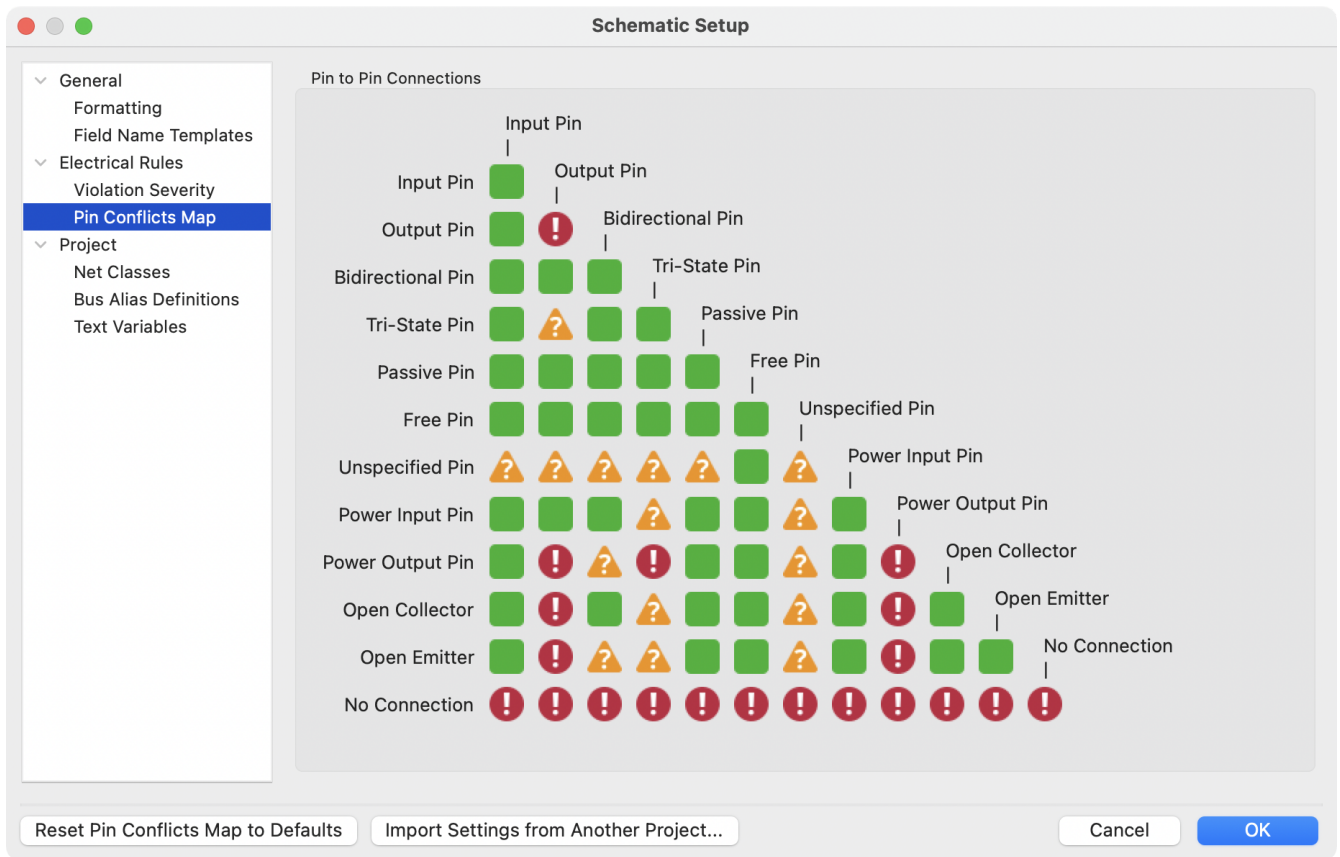 Schematic Setup
General
Formatting
Field Name Templates
Electrical Rules
Violation Severity
Pin Conflicts Map
Project
Net Classes
Bus Alias Definitions
Text Variables
Pin to Pin Connections
Input Pin
Output Pin
Input Pin
Bidirectional Pin
Output Pin
Tri-State Pin
Bidirectional Pin
Passive Pin
Tri-State Pin
Free Pin
Passive Pin
Unspecified Pin
Free Pin
Power Input Pin
Unspecified Pin
Power Output Pin
Power Input Pin
Open Collector
Power Output Pin
Open Emitter
Open Collector
No Connection
Open Emitter
No Connection
Reset Pin Conflicts Map to Defaults
Import Settings from Another Project...
Cancel
OK